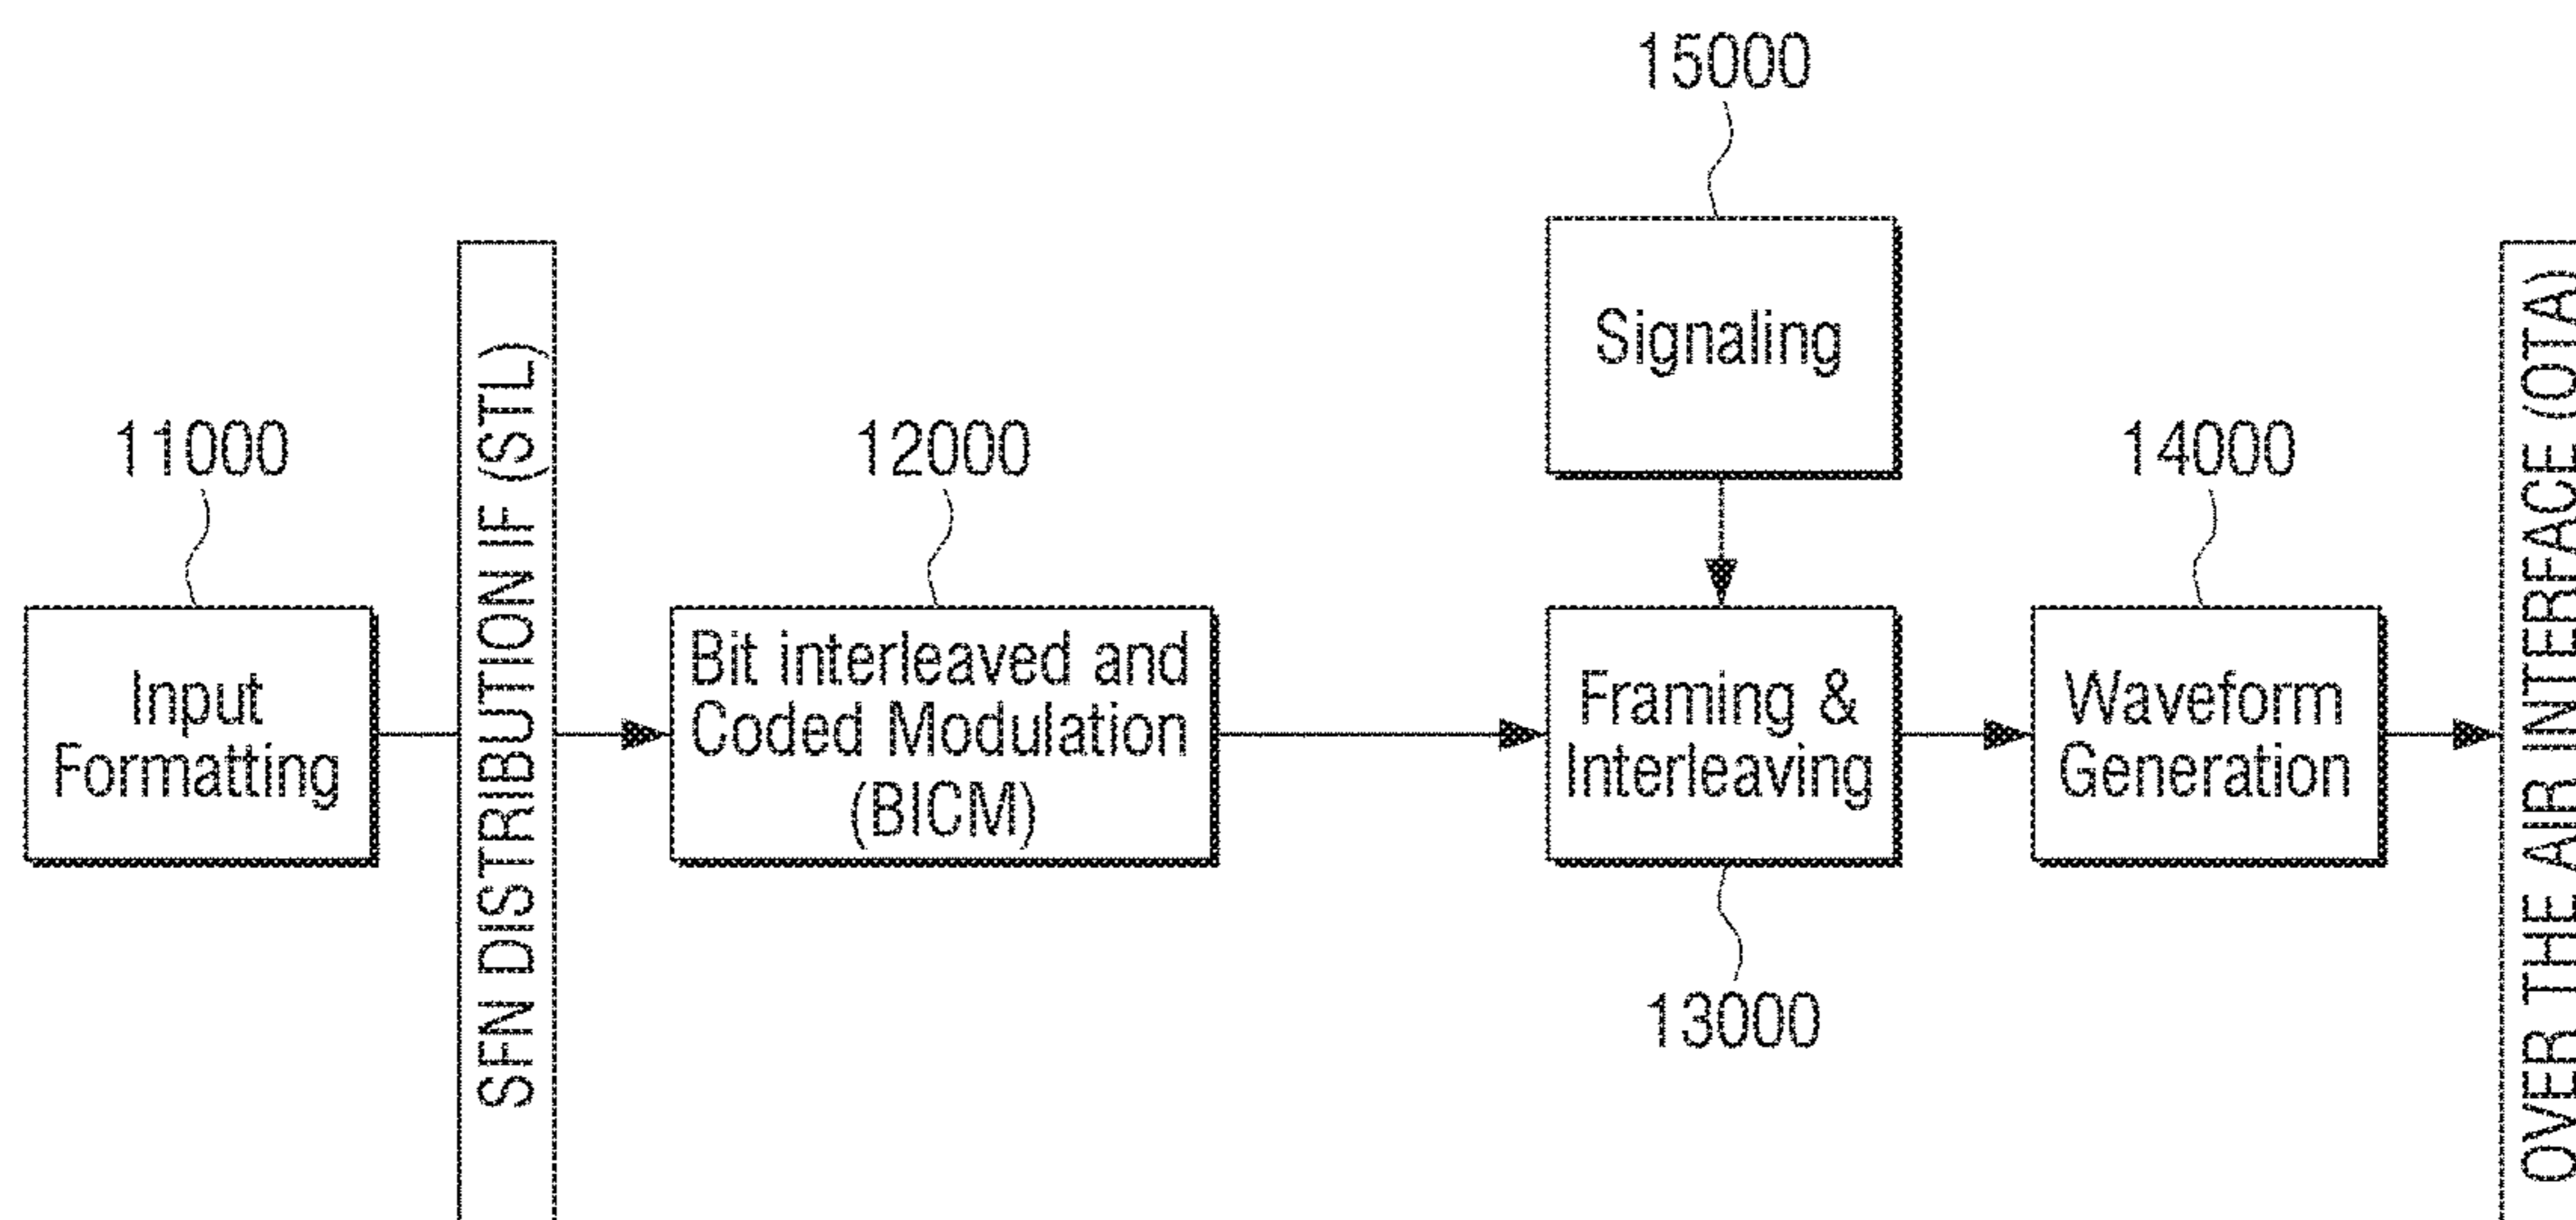 15000
Signaling
11000
Input
Formatting
SFN DISTRIBUTION IF (STL)
12000
Bit interleaved and
Coded Modulation
(BICM)
Framing &
Interleaving
13000
14000
Waveform
Generation
OVER THE AIR INTERFACE (OTA)